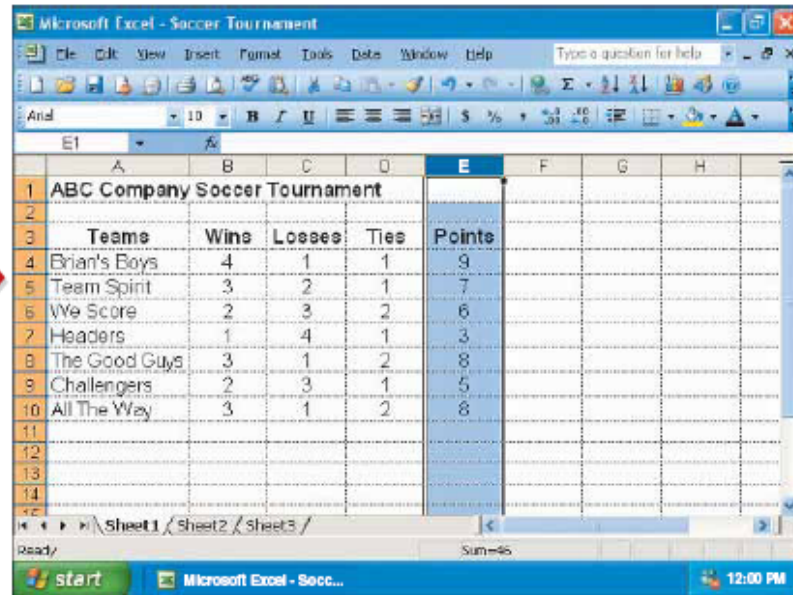 Microsoft Excel - Soccer Tournament
File Edit View Insert Format Tools Data Window Help Type a question for help
Arial 10 B I U $ % ,
E1 fx
A B C D E F G H
1 ABC Company Soccer Tournament
2
3 Teams Wins Losses Ties Points
4 Brian's Boys 4 1 1 9
5 Team Spirit 3 2 1 7
6 We Score 2 3 2 6
7 Headers 1 4 1 3
8 The Good Guys 3 1 2 8
9 Challengers 2 3 1 5
10 All The Way 3 1 2 8
11
12
13
14
15
Sheet1 / Sheet2 / Sheet3 /
Ready Sum=46
start Microsoft Excel - Socc... 12:00 PM